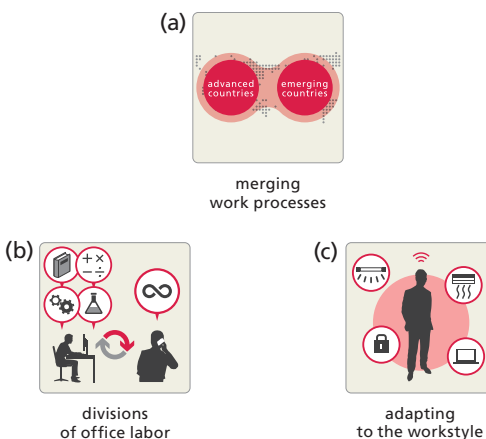 (a)
advanced
countries
emerging
countries
merging
work processes
(b)
+ ×
− ÷
∞
divisions
of office labor
(c)
adapting
to the workstyle